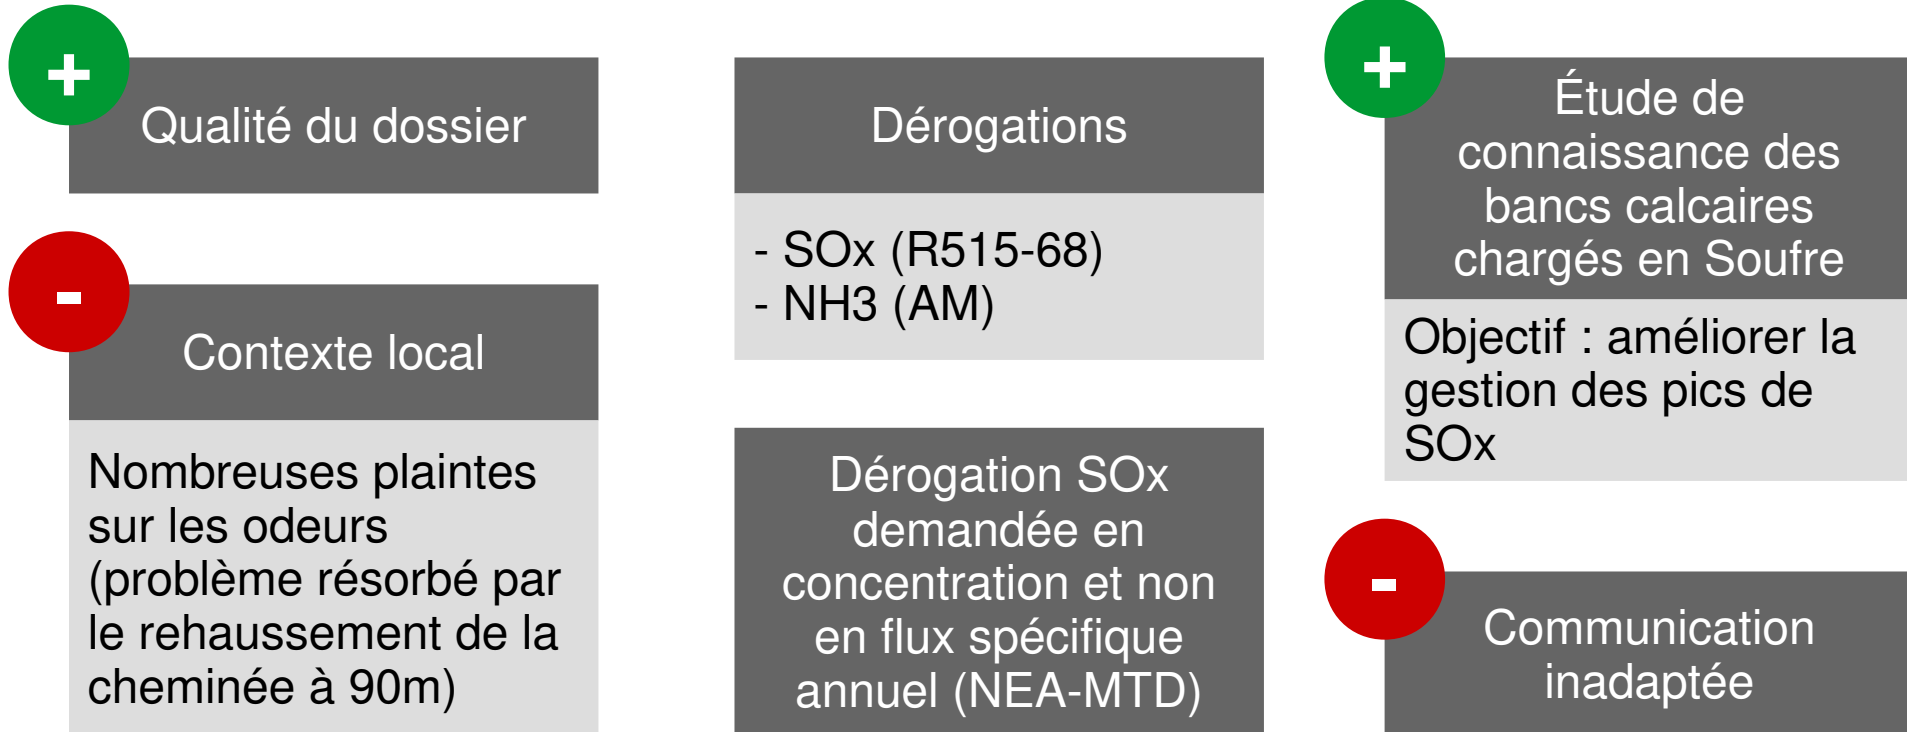 +
Qualité du dossier
-
Contexte local
Nombreuses plaintes
sur les odeurs
(problème résorbé par
le rehaussement de la
cheminée à 90m)
Dérogations
- SOx (R515-68)
- NH3 (AM)
Dérogation SOx
demandée en
concentration et non
en flux spécifique
annuel (NEA-MTD)
+
Étude de
connaissance des
bancs calcaires
chargés en Soufre
Objectif : améliorer la
gestion des pics de
SOx
-
Communication
inadaptée